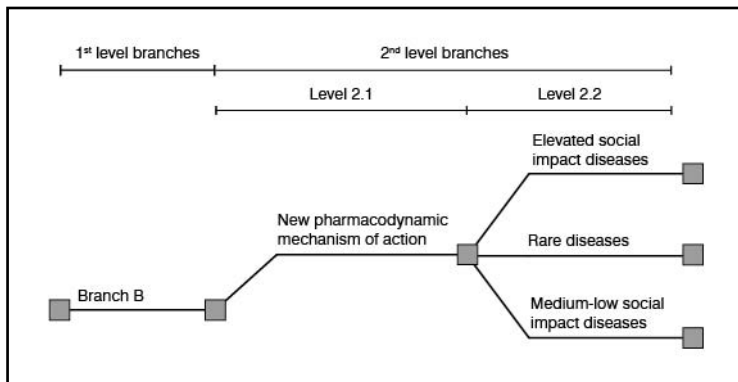 1st level branches
2nd level branches
Level 2.1
Level 2.2
Elevated social
impact diseases
New pharmacodynamic
mechanism of action
Rare diseases
Branch B
Medium-low social
impact diseases